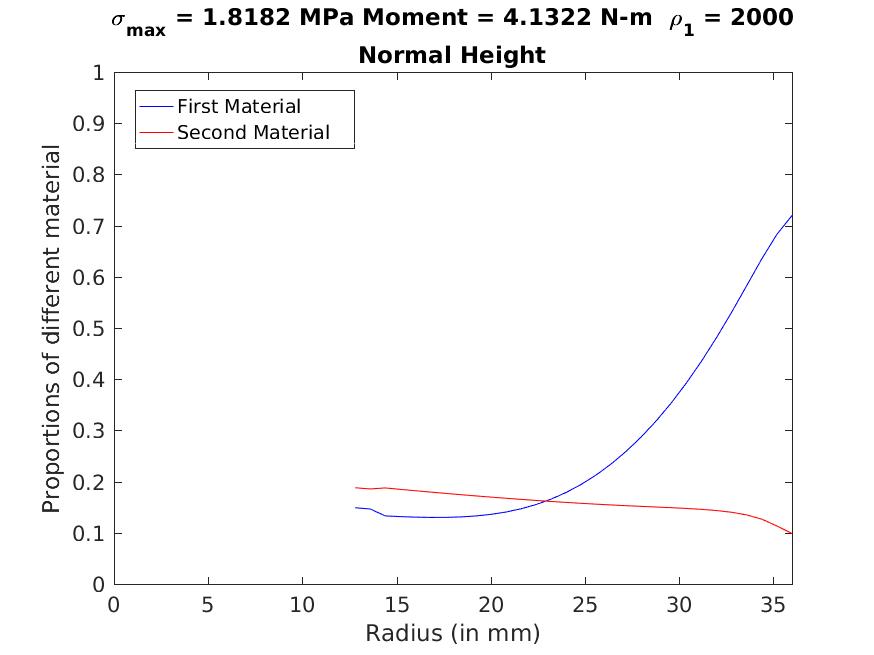 σmax = 1.8182 MPa Moment = 4.1322 N-m ρ1 = 2000
Normal Height
1
0.9
0.8
0.7
0.6
0.5
0.4
0.3
0.2
0.1
0
First Material
Second Material
Proportions of different material
0 5 10 15 20 25 30 35
Radius (in mm)